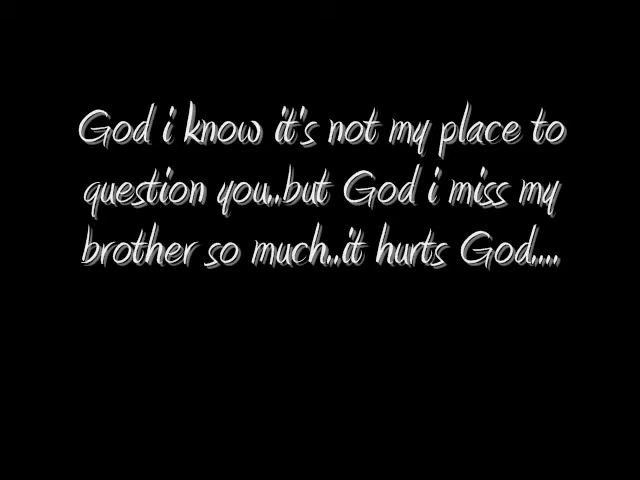 God i know it's not my place to
question you..but God i miss my
brother so much..it hurts God....